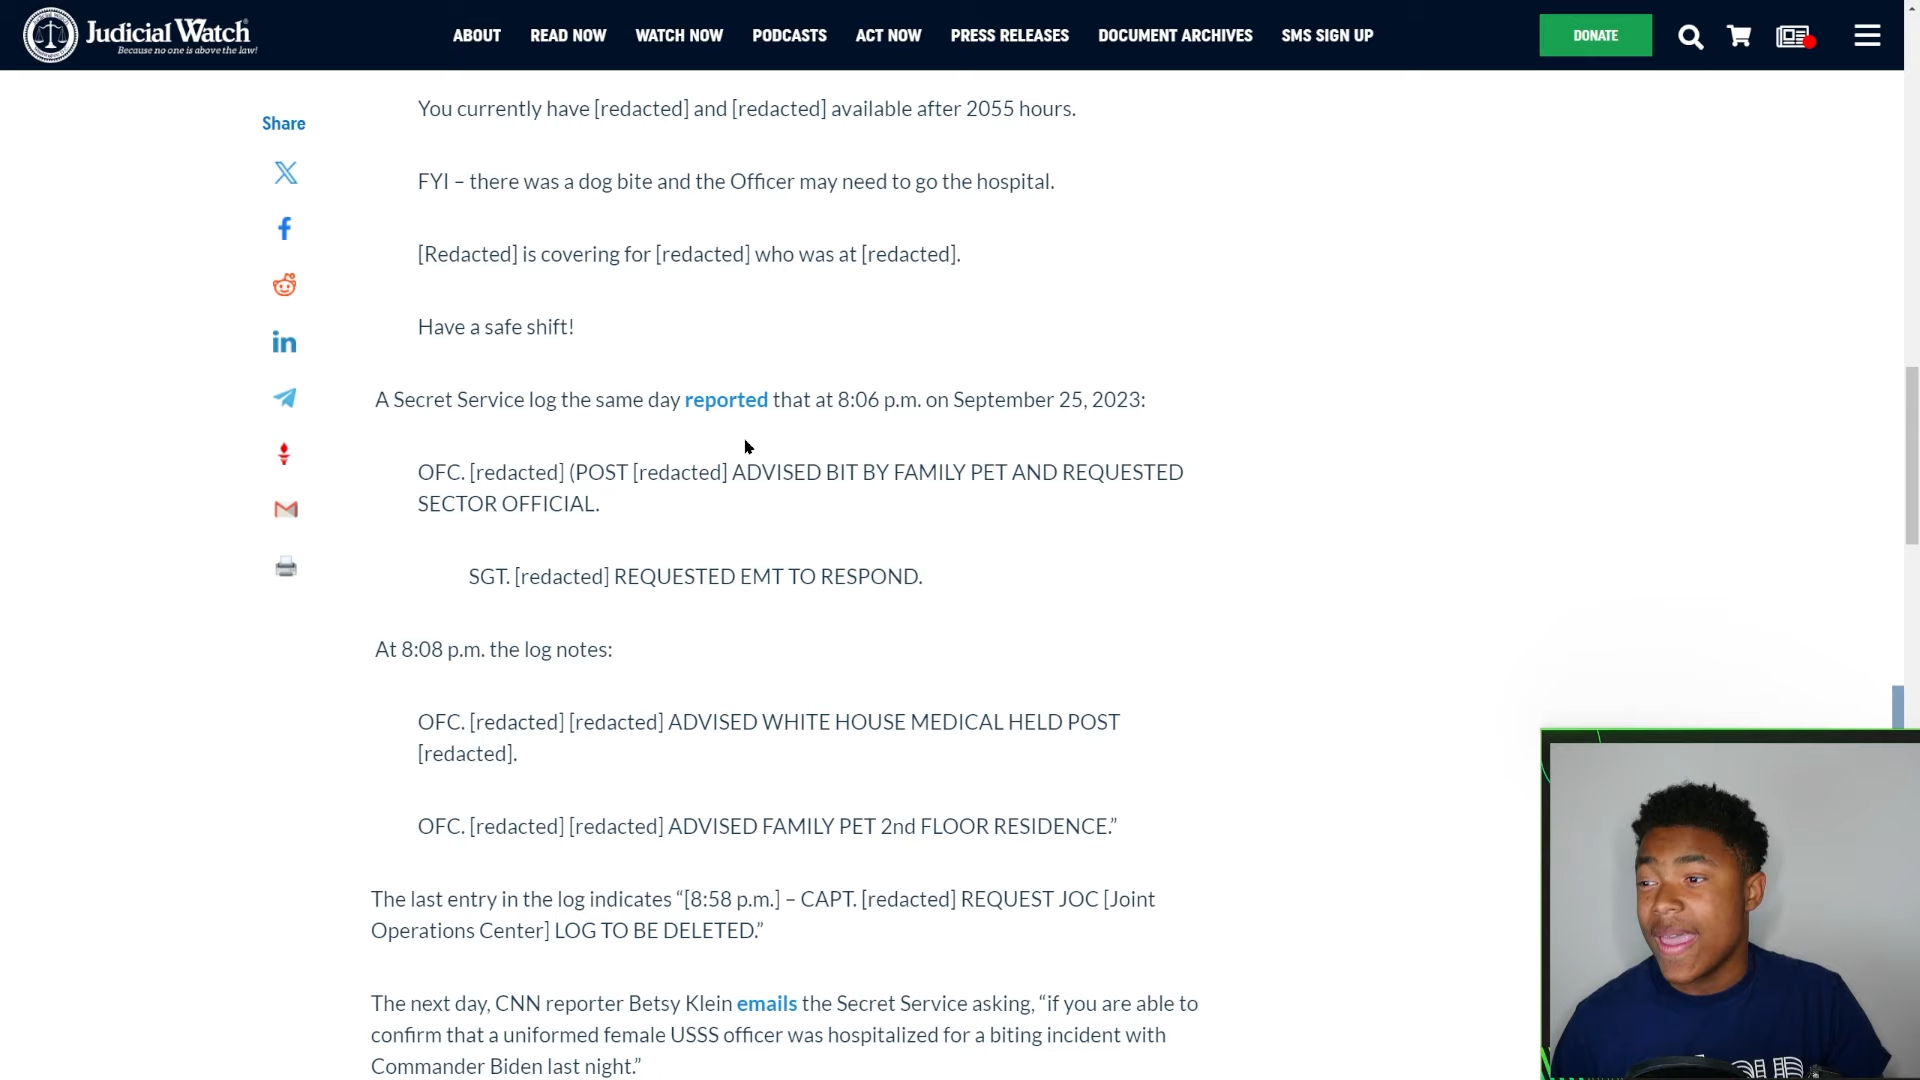 Judicial Watch®
Because no one is above the law!
ABOUT READ NOW WATCH NOW PODCASTS ACT NOW PRESS RELEASES DOCUMENT ARCHIVES SMS SIGN UP
DONATE
Share
You currently have [redacted] and [redacted] available after 2055 hours.
FYI – there was a dog bite and the Officer may need to go the hospital.
[Redacted] is covering for [redacted] who was at [redacted].
Have a safe shift!
A Secret Service log the same day reported that at 8:06 p.m. on September 25, 2023:
OFC. [redacted] (POST [redacted] ADVISED BIT BY FAMILY PET AND REQUESTED
SECTOR OFFICIAL.
SGT. [redacted] REQUESTED EMT TO RESPOND.
At 8:08 p.m. the log notes:
OFC. [redacted] [redacted] ADVISED WHITE HOUSE MEDICAL HELD POST
[redacted].
OFC. [redacted] [redacted] ADVISED FAMILY PET 2nd FLOOR RESIDENCE.”
The last entry in the log indicates “[8:58 p.m.] – CAPT. [redacted] REQUEST JOC [Joint
Operations Center] LOG TO BE DELETED.”
The next day, CNN reporter Betsy Klein emails the Secret Service asking, “if you are able to
confirm that a uniformed female USSS officer was hospitalized for a biting incident with
Commander Biden last night.”